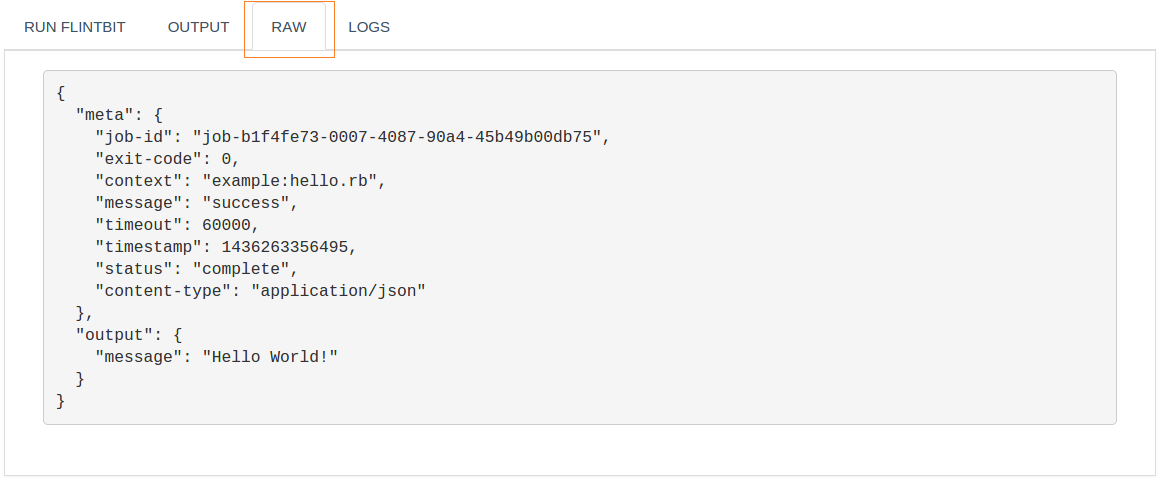 RUN FLINTBIT OUTPUT RAW LOGS
{
"meta": {
"job-id": "job-b1f4fe73-0007-4087-90a4-45b49b00db75",
"exit-code": 0,
"context": "example:hello.rb",
"message": "success",
"timeout": 60000,
"timestamp": 1436263356495,
"status": "complete",
"content-type": "application/json"
},
"output": {
"message": "Hello World!"
}
}